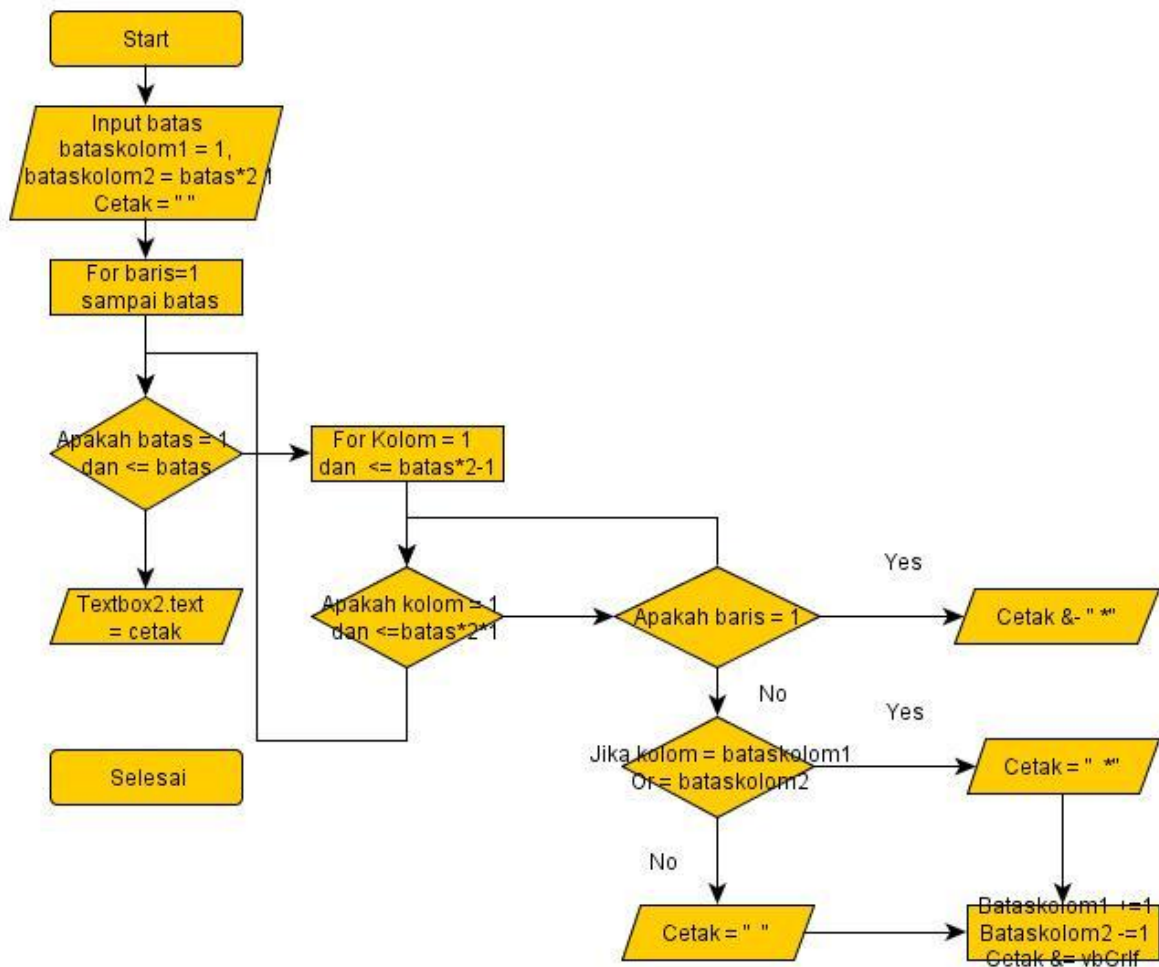 Start
Input batas
bataskolom1 = 1,
bataskolom2 = batas*2-1
Cetak = " "
For baris=1
sampai batas
Apakah batas = 1
dan <= batas
For Kolom = 1
dan <= batas*2-1
Textbox2.text
= cetak
Apakah kolom = 1
dan <=batas*2*1
Apakah baris = 1
Yes
Cetak &- " *"
No
Jika kolom = bataskolom1
Or = bataskolom2
Yes
Cetak = " *"
Selesai
No
Cetak = " "
Bataskolom1 +=1
Bataskolom2 -=1
Cetak &= vbCrlf